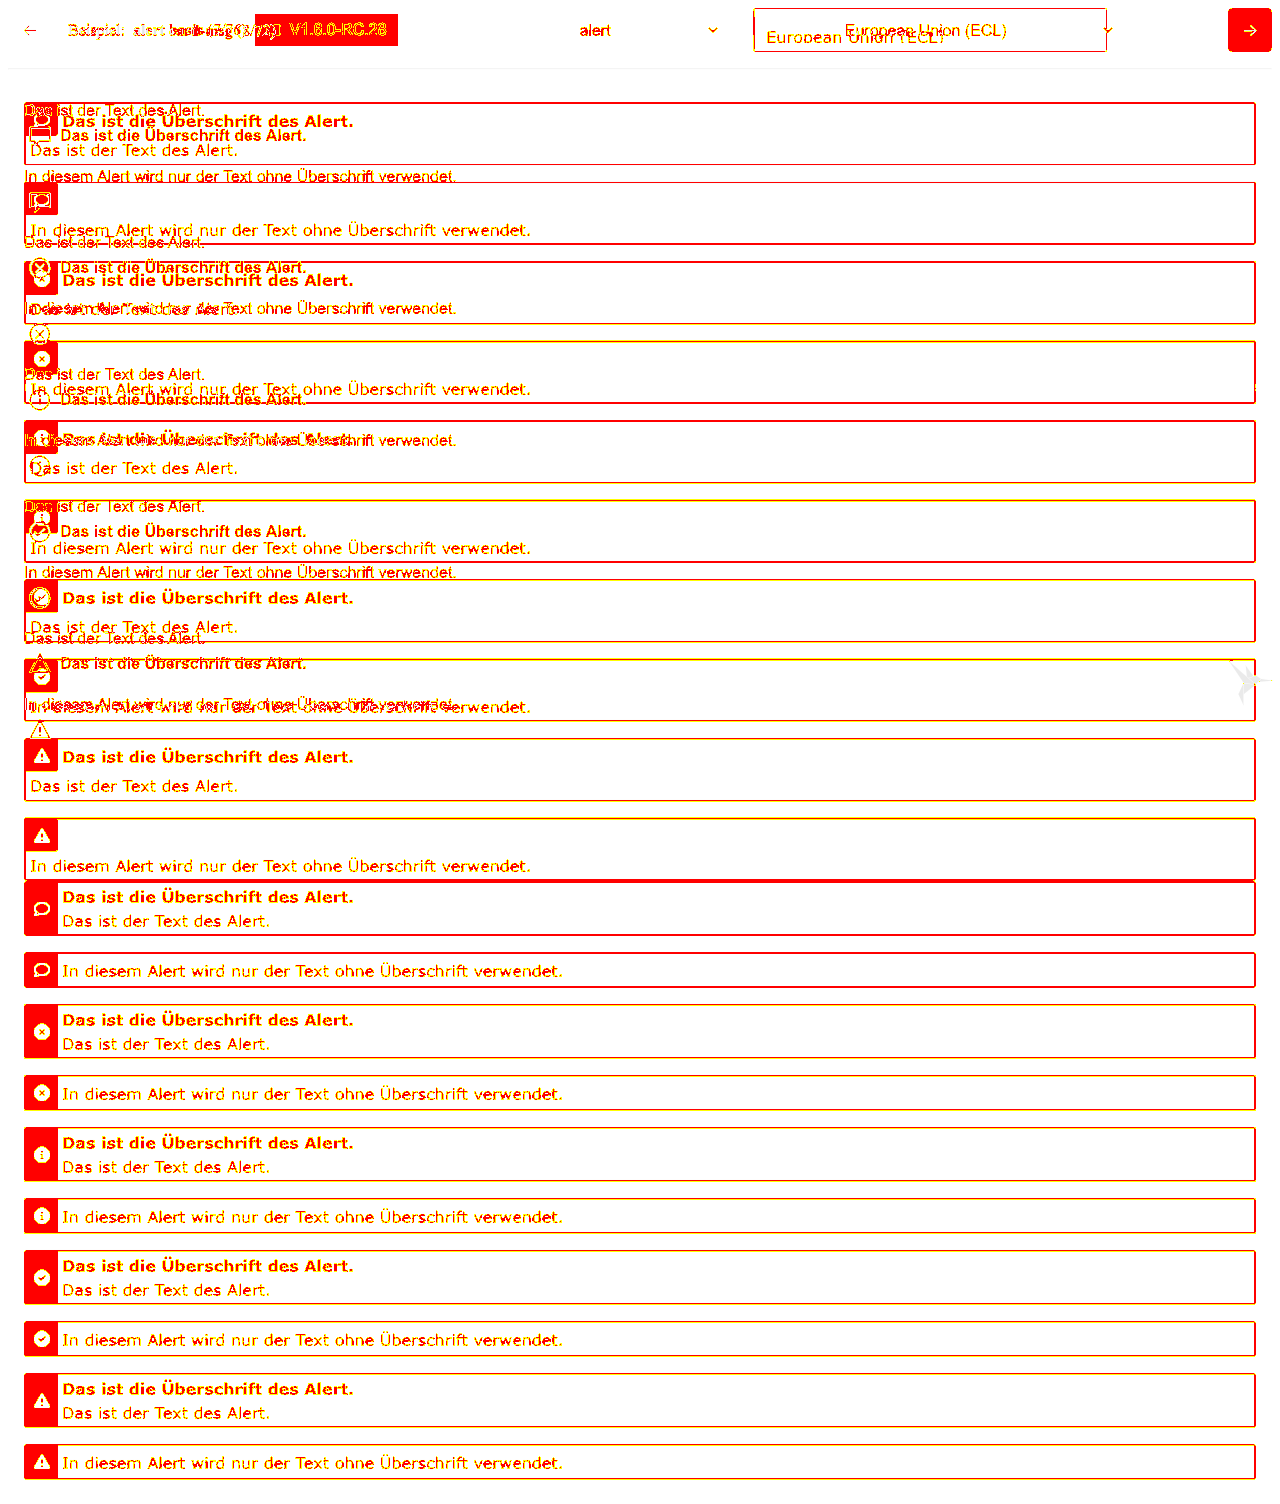 V1.6.0-RC.28
alert
European Union (ECL)
European Union (ECL)
Das ist der Text des Alert.
Das ist die Überschrift des Alert.
Das ist die Überschrift des Alert.
Das ist der Text des Alert.
In diesem Alert wird nur der Text ohne Überschrift verwendet.
In diesem Alert wird nur der Text ohne Überschrift verwendet.
Das ist der Text des Alert.
Das ist die Überschrift des Alert.
Das ist die Überschrift des Alert.
In diesem Alert wird nur der Text ohne Überschrift verwendet.
Das ist der Text des Alert.
Das ist der Text des Alert.
In diesem Alert wird nur der Text ohne Überschrift verwendet.
Das ist die Überschrift des Alert.
Das ist die Überschrift des Alert.
In diesem Alert wird nur der Text ohne Überschrift verwendet.
Das ist der Text des Alert.
Das ist der Text des Alert.
Das ist die Überschrift des Alert.
In diesem Alert wird nur der Text ohne Überschrift verwendet.
In diesem Alert wird nur der Text ohne Überschrift verwendet.
Das ist die Überschrift des Alert.
Das ist der Text des Alert.
Das ist der Text des Alert.
Das ist die Überschrift des Alert.
In diesem Alert wird nur der Text ohne Überschrift verwendet.
In diesem Alert wird nur der Text ohne Überschrift verwendet.
Das ist die Überschrift des Alert.
Das ist der Text des Alert.
In diesem Alert wird nur der Text ohne Überschrift verwendet.
Das ist die Überschrift des Alert.
Das ist der Text des Alert.
In diesem Alert wird nur der Text ohne Überschrift verwendet.
Das ist die Überschrift des Alert.
Das ist der Text des Alert.
In diesem Alert wird nur der Text ohne Überschrift verwendet.
Das ist die Überschrift des Alert.
Das ist der Text des Alert.
In diesem Alert wird nur der Text ohne Überschrift verwendet.
Das ist die Überschrift des Alert.
Das ist der Text des Alert.
In diesem Alert wird nur der Text ohne Überschrift verwendet.
Das ist die Überschrift des Alert.
Das ist der Text des Alert.
In diesem Alert wird nur der Text ohne Überschrift verwendet.